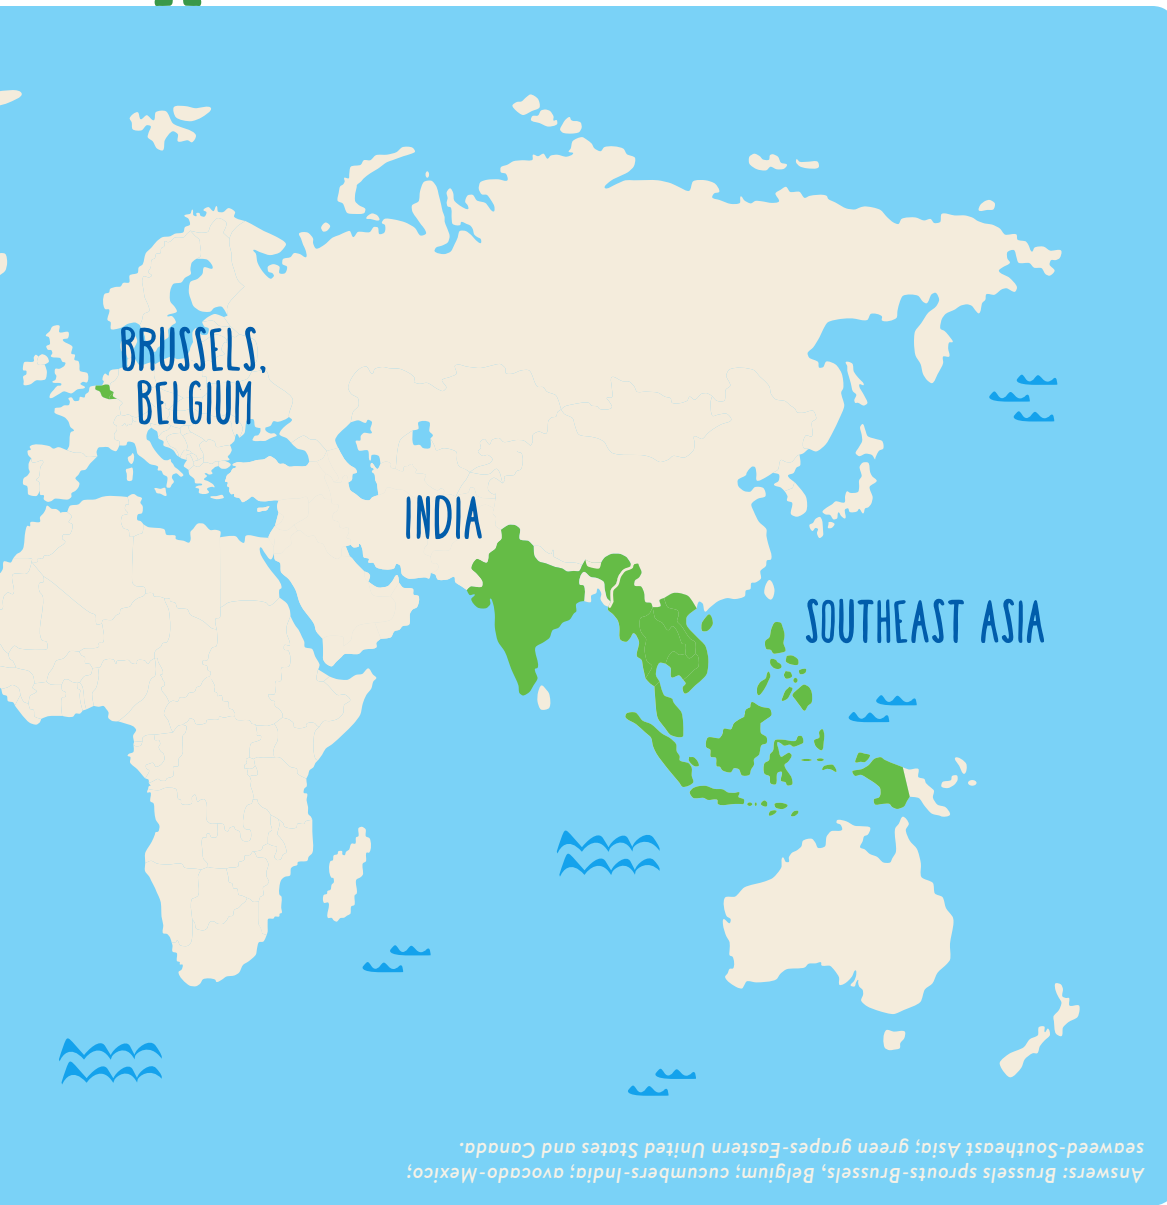 BRUSSELS,
BELGIUM
INDIA
SOUTHEAST ASIA
Answers: Brussels sprouts-Brussels, Belgium; cucumbers-India; avocado-Mexico;
seaweed-Southeast Asia; green grapes-Eastern United States and Canada.